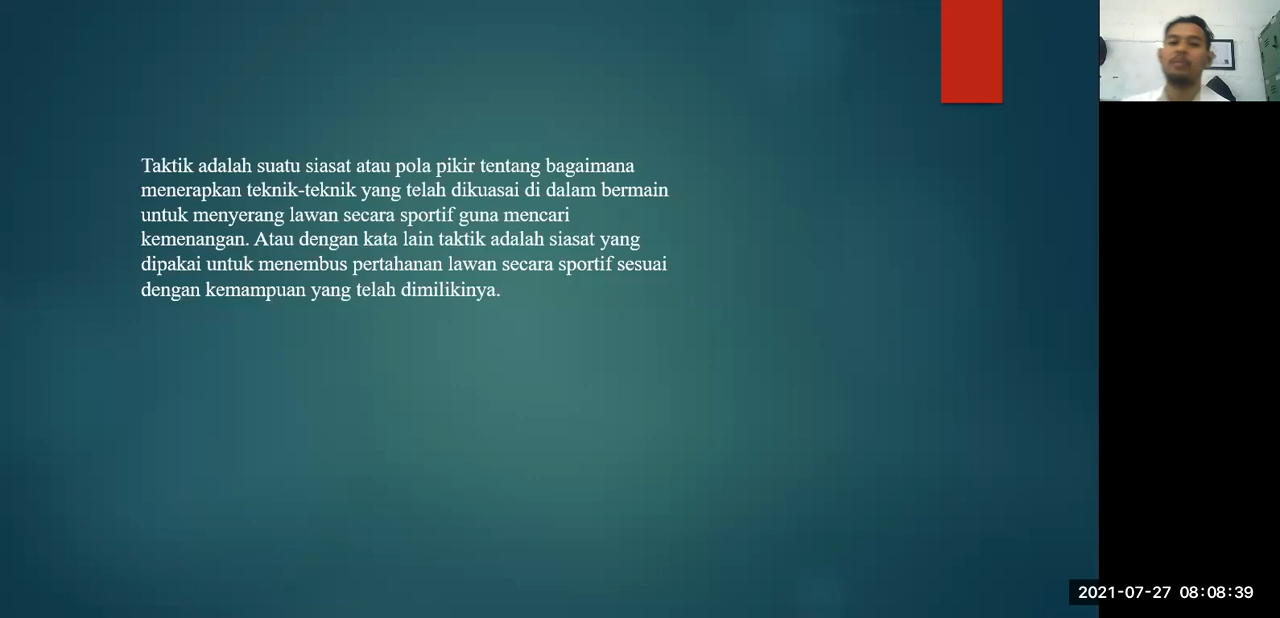 Taktik adalah suatu siasat atau pola pikir tentang bagaimana
menerapkan teknik-teknik yang telah dikuasai di dalam bermain
untuk menyerang lawan secara sportif guna mencari
kemenangan. Atau dengan kata lain taktik adalah siasat yang
dipakai untuk menembus pertahanan lawan secara sportif sesuai
dengan kemampuan yang telah dimilikinya.
2021-07-27 08:08:39